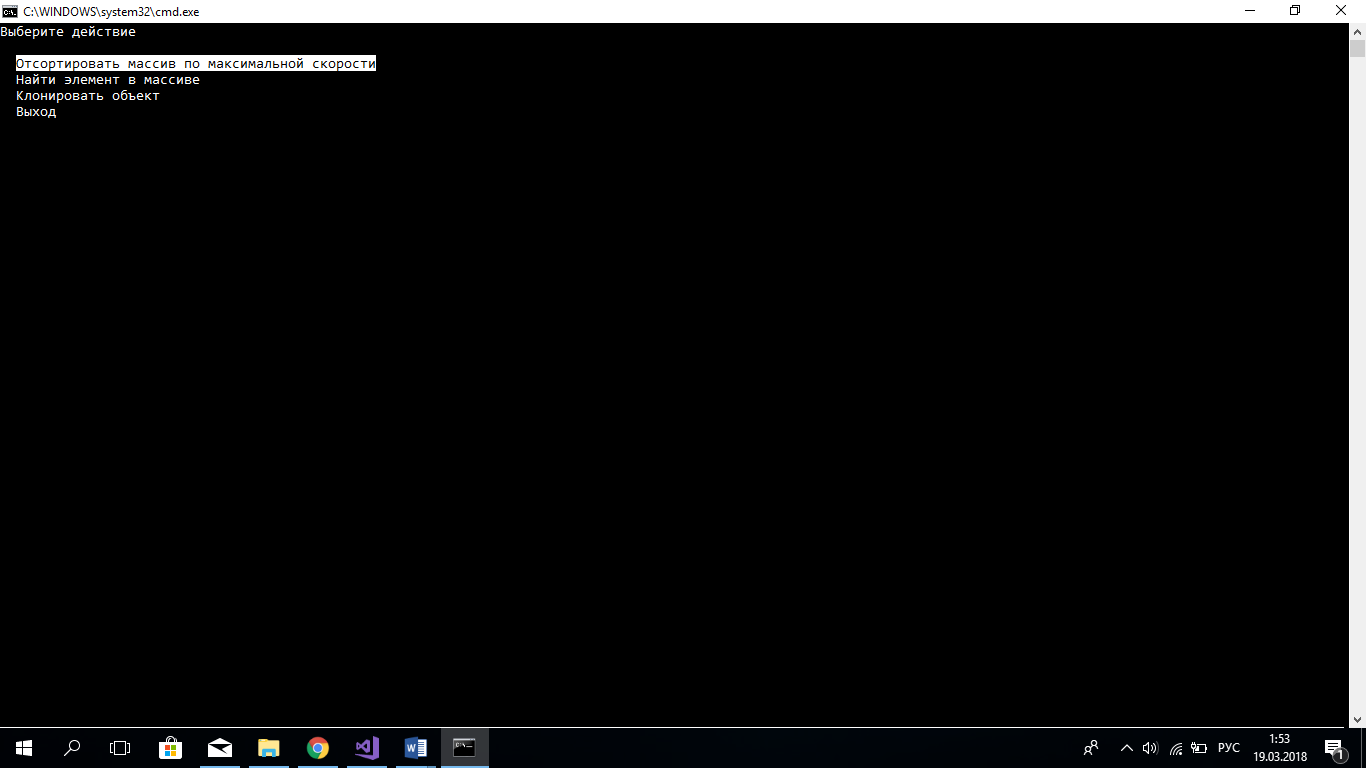 C:\WINDOWS\system32\cmd.exe
Выберите действие
Отсортировать массив по максимальной скорости
Найти элемент в массиве
Клонировать объект
Выход
РУС
1:53
19.03.2018
1